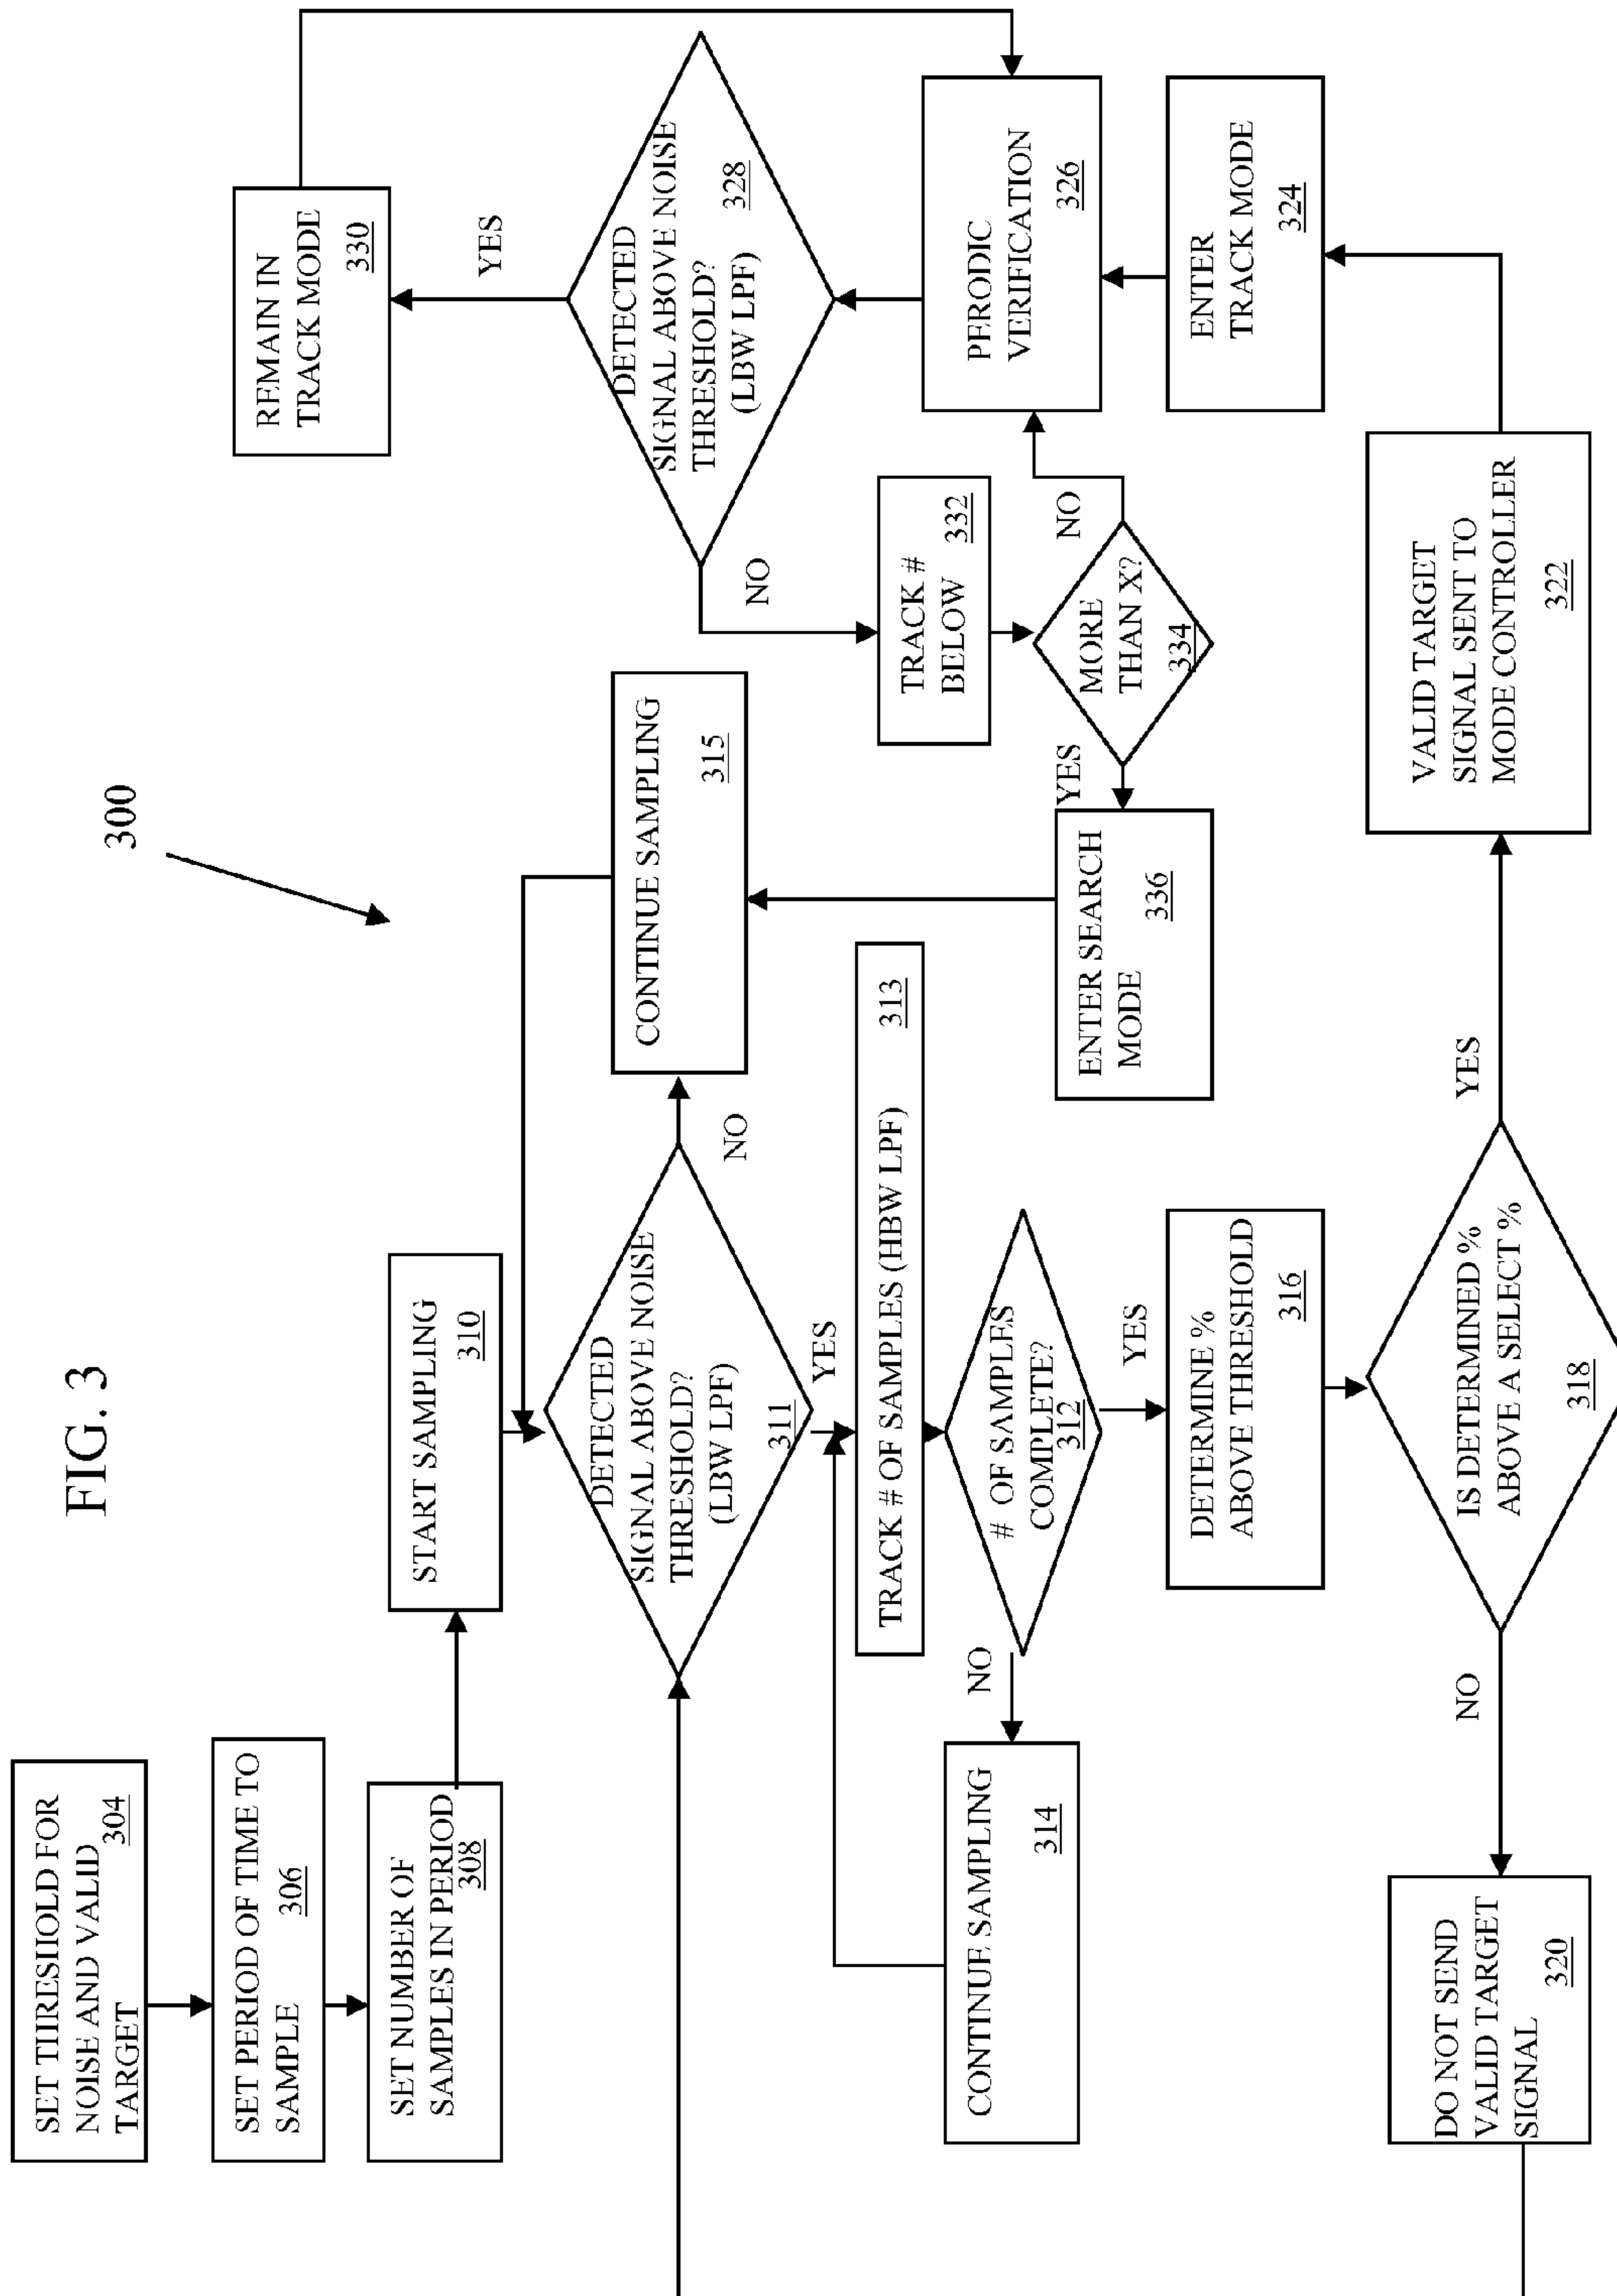 FIG. 3
300
SET THRESHOLD FOR
NOISE AND VALID
TARGET
304
SET PERIOD OF TIME TO
SAMPLE
306
SET NUMBER OF
SAMPLES IN PERIOD
308
START SAMPLING
310
DETECTED
SIGNAL ABOVE NOISE
THRESHOLD?
(LBW LPF)
311
NO
YES
CONTINUE SAMPLING
315
TRACK # OF SAMPLES (HBW LPF)
313
# OF SAMPLES
COMPLETE?
312
NO
YES
CONTINUE SAMPLING
314
DETERMINE %
ABOVE THRESHOLD
316
IS DETERMINED %
ABOVE A SELECT %
318
NO
YES
DO NOT SEND
VALID TARGET
SIGNAL
320
VALID TARGET
SIGNAL SENT TO
MODE CONTROLLER
322
ENTER
TRACK MODE
324
PERODIC
VERIFICATION
326
DETECTED
SIGNAL ABOVE NOISE
THRESHOLD?
(LBW LPF)
328
YES
NO
REMAIN IN
TRACK MODE
330
TRACK #
BELOW
332
MORE
THAN X?
334
NO
YES
ENTER SEARCH
MODE
336